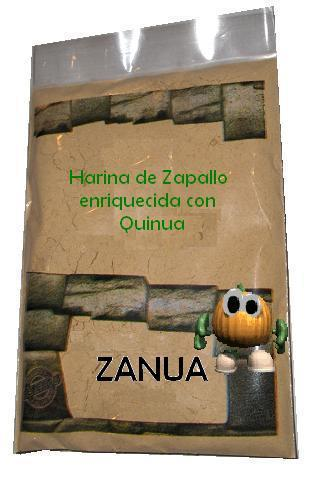 Harina de Zapallo
enriquecida con
Quinua
ZANUA